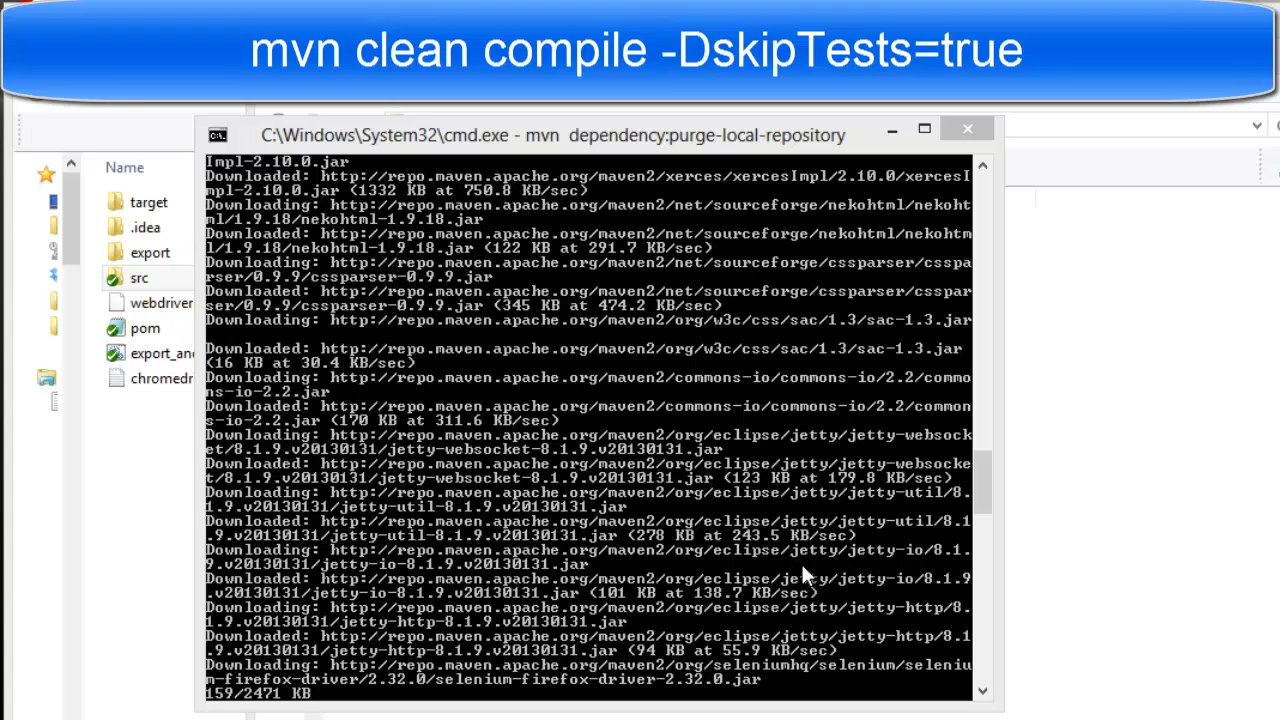 mvn clean compile -DskipTests=true
C:\Windows\System32\cmd.exe - mvn  dependency:purge-local-repository
Name
target
.idea
export
src
webdriver
pom
export_and
chromedr
Impl-2.10.0.jar
Downloaded: http://repo.maven.apache.org/maven2/xerces/xercesImpl/2.10.0/xercesI
mpl-2.10.0.jar (1332 KB at 750.8 KB/sec)
Downloading: http://repo.maven.apache.org/maven2/net/sourceforge/nekohtml/nekoht
ml/1.9.18/nekohtml-1.9.18.jar
Downloaded: http://repo.maven.apache.org/maven2/net/sourceforge/nekohtml/nekohtm
l/1.9.18/nekohtml-1.9.18.jar (122 KB at 291.7 KB/sec)
Downloading: http://repo.maven.apache.org/maven2/net/sourceforge/cssparser/csspa
rser/0.9.9/cssparser-0.9.9.jar
Downloaded: http://repo.maven.apache.org/maven2/net/sourceforge/cssparser/csspar
ser/0.9.9/cssparser-0.9.9.jar (345 KB at 474.2 KB/sec)
Downloading: http://repo.maven.apache.org/maven2/org/w3c/css/sac/1.3/sac-1.3.jar
Downloaded: http://repo.maven.apache.org/maven2/org/w3c/css/sac/1.3/sac-1.3.jar
(16 KB at 30.4 KB/sec)
Downloading: http://repo.maven.apache.org/maven2/commons-io/commons-io/2.2/commo
ns-io-2.2.jar
Downloaded: http://repo.maven.apache.org/maven2/commons-io/commons-io/2.2/common
s-io-2.2.jar (170 KB at 311.6 KB/sec)
Downloading: http://repo.maven.apache.org/maven2/org/eclipse/jetty/jetty-websock
et/8.1.9.v20130131/jetty-websocket-8.1.9.v20130131.jar
Downloaded: http://repo.maven.apache.org/maven2/org/eclipse/jetty/jetty-websocke
t/8.1.9.v20130131/jetty-websocket-8.1.9.v20130131.jar (123 KB at 179.8 KB/sec)
Downloading: http://repo.maven.apache.org/maven2/org/eclipse/jetty/jetty-util/8.
1.9.v20130131/jetty-util-8.1.9.v20130131.jar
Downloaded: http://repo.maven.apache.org/maven2/org/eclipse/jetty/jetty-util/8.1
.9.v20130131/jetty-util-8.1.9.v20130131.jar (278 KB at 243.5 KB/sec)
Downloading: http://repo.maven.apache.org/maven2/org/eclipse/jetty/jetty-io/8.1.
9.v20130131/jetty-io-8.1.9.v20130131.jar
Downloaded: http://repo.maven.apache.org/maven2/org/eclipse/jetty/jetty-io/8.1.9
.v20130131/jetty-io-8.1.9.v20130131.jar (101 KB at 138.7 KB/sec)
Downloading: http://repo.maven.apache.org/maven2/org/eclipse/jetty/jetty-http/8.
1.9.v20130131/jetty-http-8.1.9.v20130131.jar
Downloaded: http://repo.maven.apache.org/maven2/org/eclipse/jetty/jetty-http/8.1
.9.v20130131/jetty-http-8.1.9.v20130131.jar (94 KB at 55.9 KB/sec)
Downloading: http://repo.maven.apache.org/maven2/org/seleniumhq/selenium/seleniu
m-firefox-driver/2.32.0/selenium-firefox-driver-2.32.0.jar
159/2471 KB